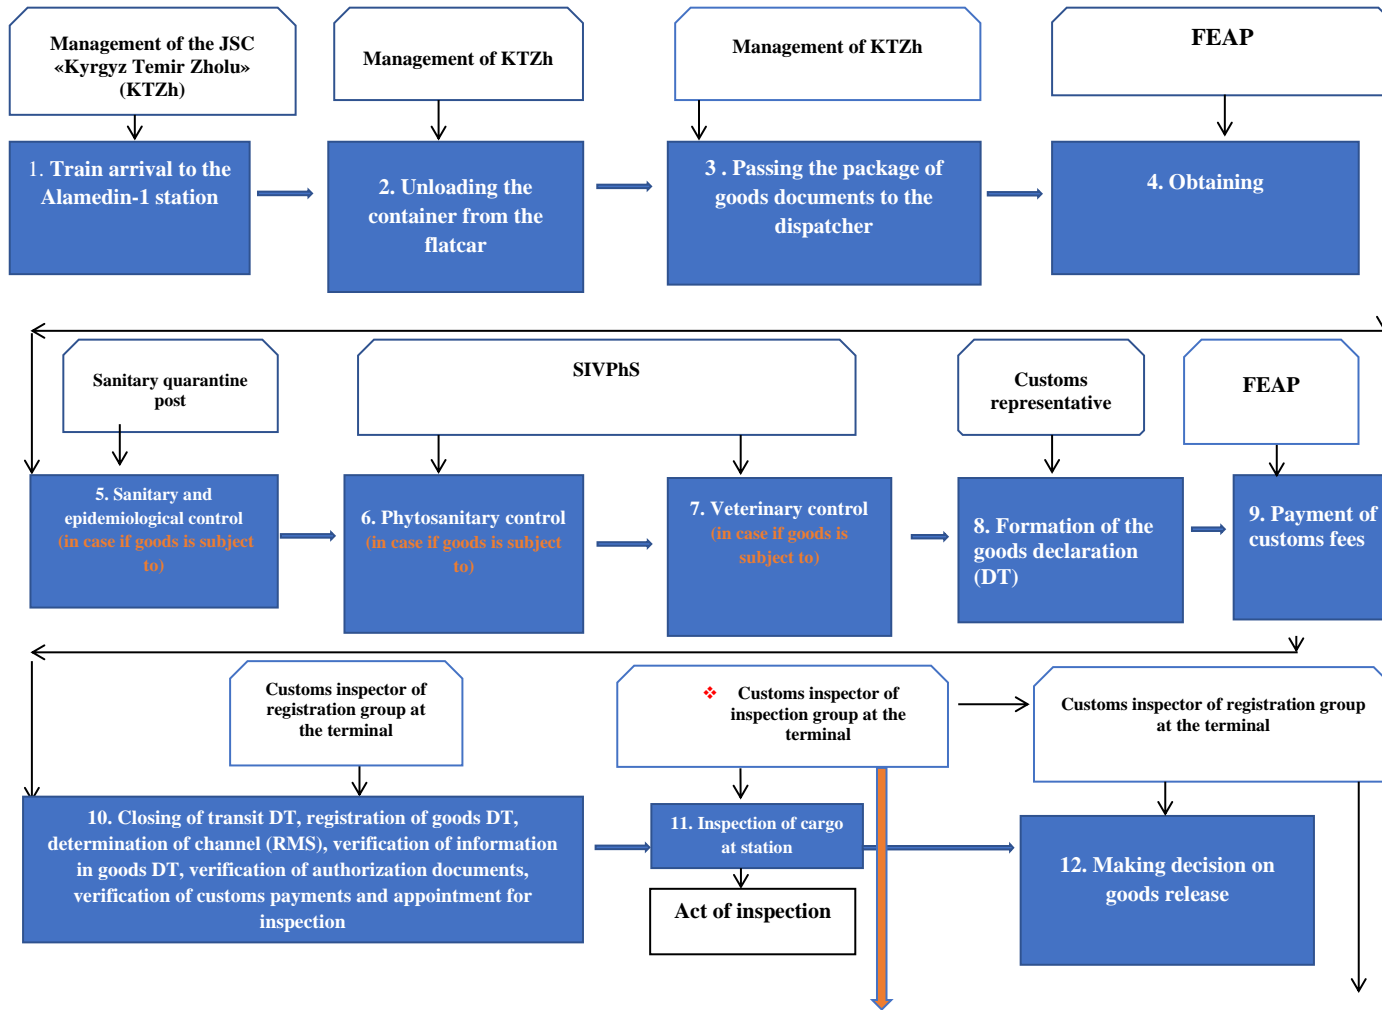 Management of the JSC
«Kyrgyz Temir Zholu»
(KTZh)
Management of KTZh
Management of KTZh
FEAP
1. Train arrival to the
Alamedin-1 station
2. Unloading the
container from the
flatcar
3 . Passing the package of
goods documents to the
dispatcher
4. Obtaining
Sanitary quarantine
post
SIVPhS
Customs
representative
FEAP
5. Sanitary and
epidemiological control
(in case if goods is subject
to)
6. Phytosanitary control
(in case if goods is subject
to)
7. Veterinary control
(in case if goods is
subject to)
8. Formation of the
goods declaration
(DT)
9. Payment of
customs fees
Customs inspector of
registration group at
the terminal
❖ Customs inspector of
inspection group at the
terminal
Customs inspector of registration group
at the terminal
10. Closing of transit DT, registration of goods DT,
determination of channel (RMS), verification of information
in goods DT, verification of authorization documents,
verification of customs payments and appointment for
inspection
11. Inspection of cargo
at station
Act of inspection
12. Making decision on
goods release